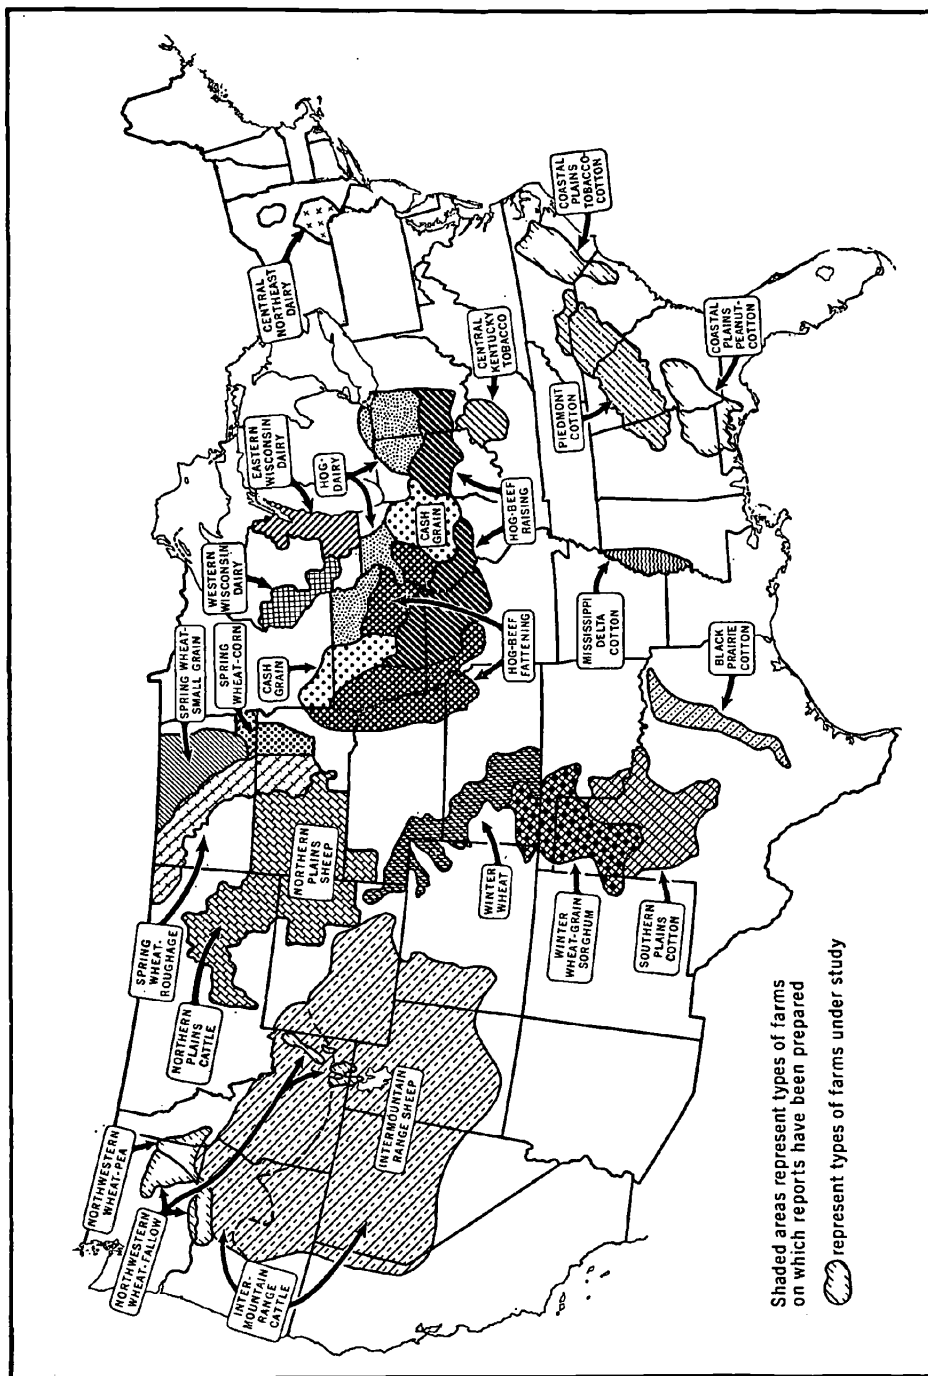 NORTHWESTERN
WHEAT-PEA
NORTHWESTERN
WHEAT-FALLOW
INTER-
MOUNTAIN
RANGE
CATTLE
SPRING
WHEAT-
ROUGHAGE
NORTHERN
PLAINS
CATTLE
INTERMOUNTAIN
RANGE SHEEP
NORTHERN
PLAINS
SHEEP
SPRING WHEAT-
SMALL GRAIN
SPRING
WHEAT-CORN
CASH
GRAIN
WESTERN
WISCONSIN
DAIRY
EASTERN
WISCONSIN
DAIRY
HOG-
DAIRY
CENTRAL
NORTHEAST
DAIRY
CASH
GRAIN
HOG-BEEF
RAISING
HOG-BEEF
FATTENING
CENTRAL
KENTUCKY
TOBACCO
WINTER
WHEAT
WINTER
WHEAT-GRAIN
SORGHUM
SOUTHERN
PLAINS
COTTON
BLACK
PRAIRIE
COTTON
MISSISSIPPI
DELTA
COTTON
PIEDMONT
COTTON
COASTAL
PLAINS
TOBACCO-
COTTON
COASTAL
PLAINS
PEANUT-
COTTON
Shaded areas represent types of farms
on which reports have been prepared
represent types of farms under study